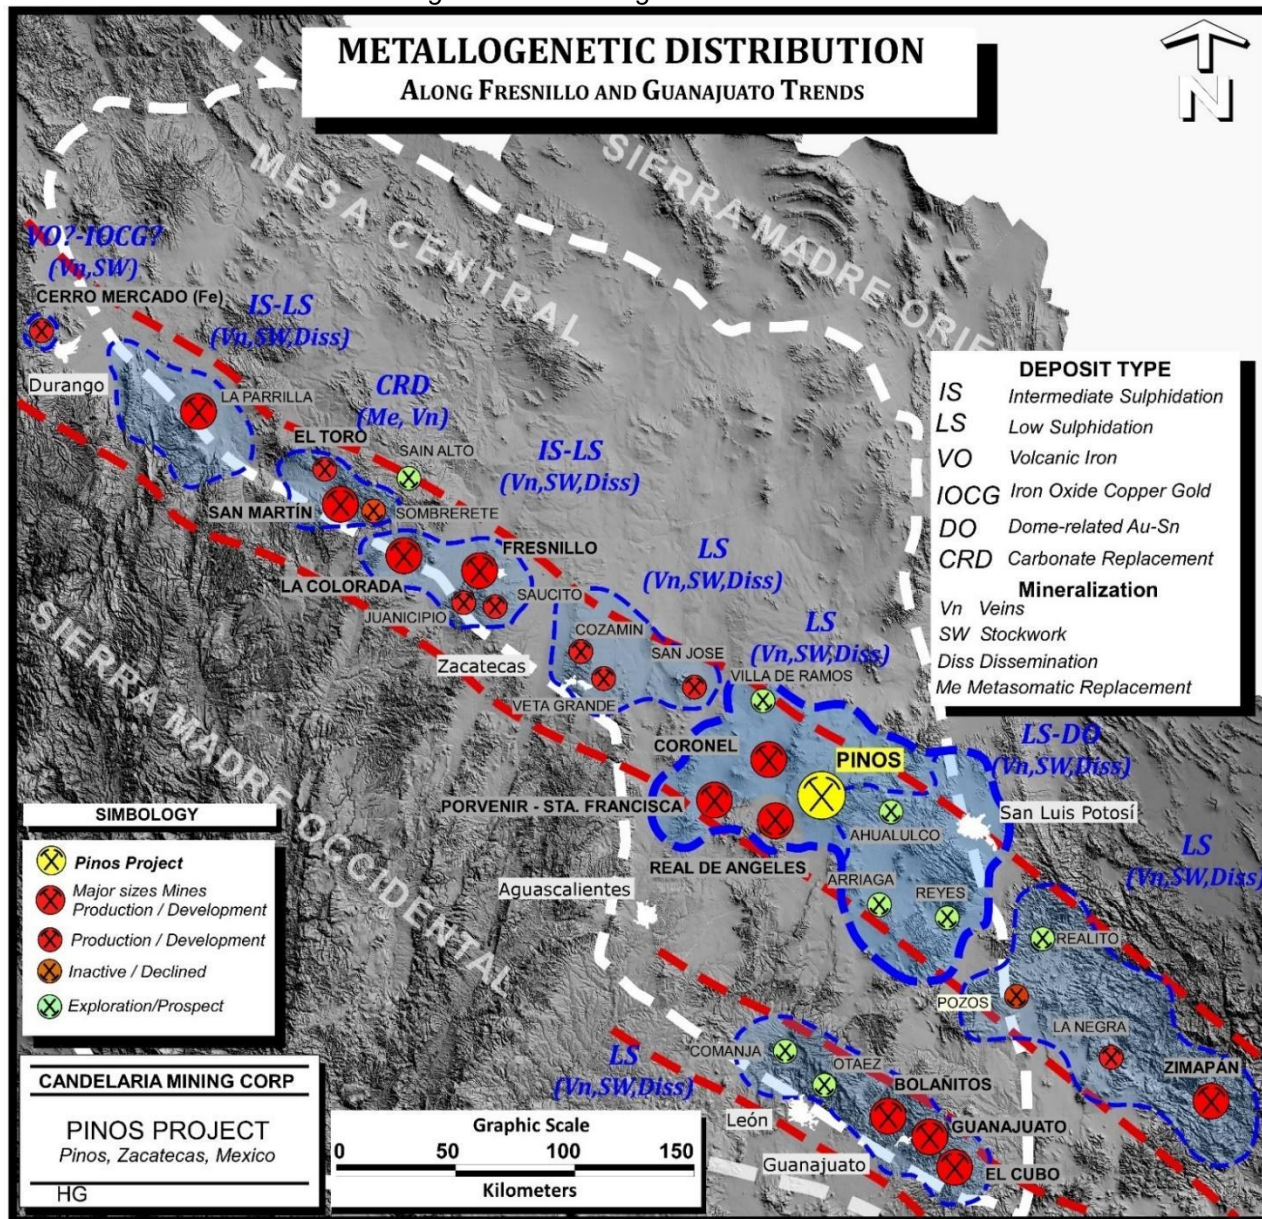 METALLOGENETIC DISTRIBUTION
ALONG FRESNILLO AND GUANAJUATO TRENDS
N
MESA CENTRAL
SIERRA MADRE ORIE
VO?-IOCG?
(Vn,SW)
CERRO MERCADO (Fe)
Durango
IS-LS
(Vn,SW,Diss)
LA PARRILLA
CRD
(Me, Vn)
EL TORO
SAIN ALTO
SAN MARTÍN
SOMBRERETE
IS-LS
(Vn,SW,Diss)
FRESNILLO
LA COLORADA
SAUCITO
JUANICIPIO
LS
(Vn,SW,Diss)
COZAMIN
Zacatecas
SAN JOSE
VETA GRANDE
LS
(Vn,SW,Diss)
VILLA DE RAMOS
DEPOSIT TYPE
IS Intermediate Sulphidation
LS Low Sulphidation
VO Volcanic Iron
IOCG Iron Oxide Copper Gold
DO Dome-related Au-Sn
CRD Carbonate Replacement
Mineralization
Vn Veins
SW Stockwork
Diss Dissemination
Me Metasomatic Replacement
SIERRA MADRE OCCIDENTAL
CORONEL
PINOS
LS-DO
(Vn,SW,Diss)
PORVENIR - STA. FRANCISCA
San Luis Potosí
AHUALULCO
REAL DE ANGELES
ARRIAGA
REYES
Aguascalientes
LS
(Vn,SW,Diss)
REALITO
POZOS
LA NEGRA
ZIMAPAN
LS
(Vn,SW,Diss)
COMANJA
OTAEZ
BOLAÑITOS
León
GUANAJUATO
Guanajuato
EL CUBO
SIMBOLOGY
Pinos Project
Major sizes Mines
Production / Development
Production / Development
Inactive / Declined
Exploration/Prospect
CANDELARIA MINING CORP
PINOS PROJECT
Pinos, Zacatecas, Mexico
HG
Graphic Scale
0 50 100 150
Kilometers